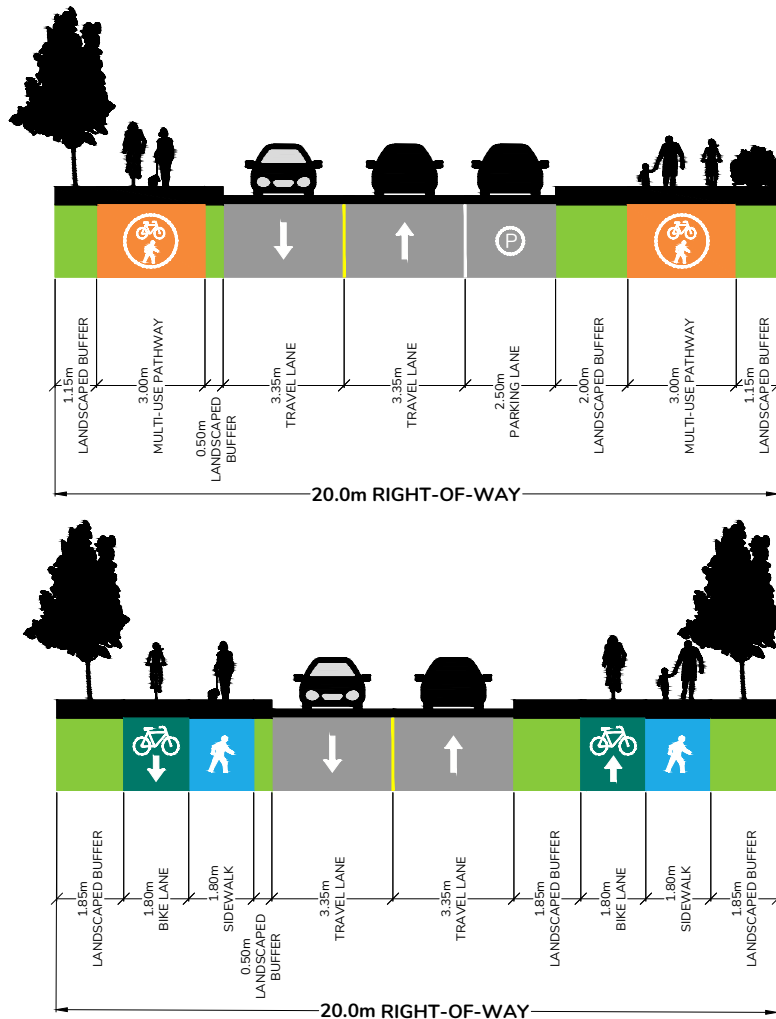 P
1.15m
LANDSCAPED BUFFER
3.00m
MULTI-USE PATHWAY
0.50m
LANDSCAPED
BUFFER
3.35m
TRAVEL LANE
3.35m
TRAVEL LANE
2.50m
PARKING LANE
2.00m
LANDSCAPED BUFFER
3.00m
MULTI-USE PATHWAY
1.15m
LANDSCAPED BUFFER
20.0m RIGHT-OF-WAY
1.85m
LANDSCAPED BUFFER
1.80m
BIKE LANE
1.80m
SIDEWALK
0.50m
LANDSCAPED
BUFFER
3.35m
TRAVEL LANE
3.35m
TRAVEL LANE
1.85m
LANDSCAPED BUFFER
1.80m
BIKE LANE
1.80m
SIDEWALK
1.85m
LANDSCAPED BUFFER
20.0m RIGHT-OF-WAY